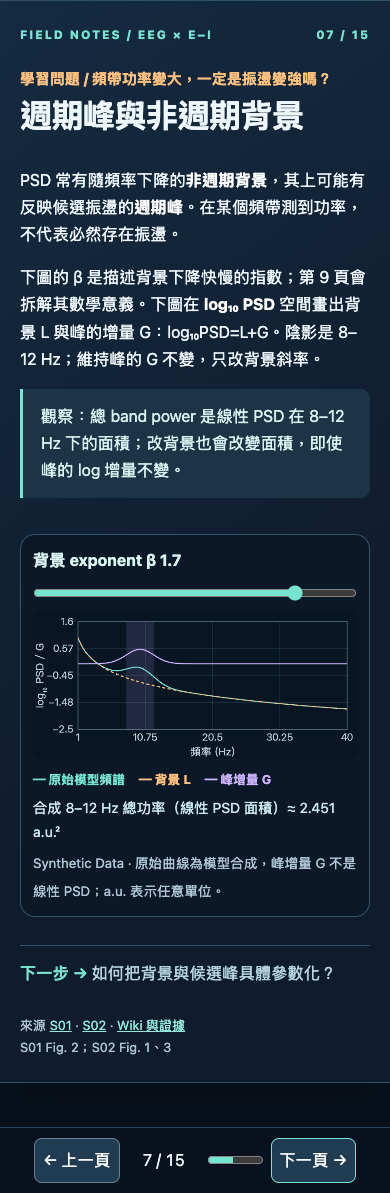 FIELD NOTES / EEG × E–I
07 / 15
學習問題 / 頻帶功率變大，一定是振盪變強嗎？
週期峰與非週期背景
PSD 常有隨頻率下降的非週期背景，其上可能有
反映候選振盪的週期峰。在某個頻帶測到功率，
不代表必然存在振盪。
下圖的 β 是描述背景下降快慢的指數；第 9 頁會
拆解其數學意義。下圖在 log₁₀ PSD 空間畫出背
景 L 與峰的增量 G：log₁₀PSD=L+G。陰影是 8–
12 Hz；維持峰的 G 不變，只改背景斜率。
觀察：總 band power 是線性 PSD 在 8–12
Hz 下的面積；改背景也會改變面積，即使
峰的 log 增量不變。
背景 exponent β 1.7
log₁₀ PSD / G
1.6
0.57
−0.45
−1.48
−2.5
1
10.75
20.5
30.25
40
頻率 (Hz)
原始模型頻譜
背景 L
峰增量 G
合成 8–12 Hz 總功率（線性 PSD 面積）≈ 2.451
a.u.²
Synthetic Data · 原始曲線為模型合成，峰增量 G 不是
線性 PSD；a.u. 表示任意單位。
下一步 → 如何把背景與候選峰具體參數化？
來源 S01 · S02 · Wiki 與證據
S01 Fig. 2；S02 Fig. 1、3
← 上一頁
7 / 15
下一頁 →